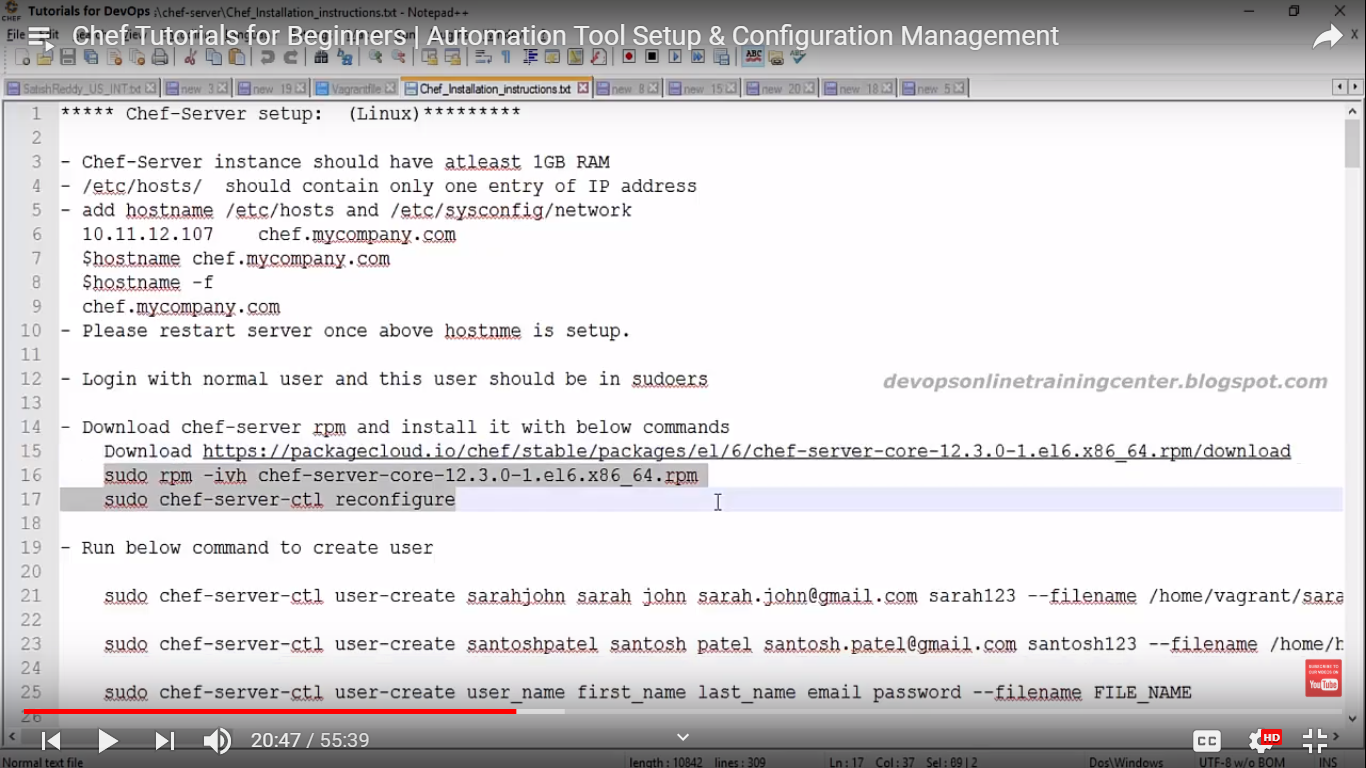 Tutorials for DevOps :\chef-server\Chef_Installation_instructions.txt - Notepad++
CHEF
Chef Tutorials for Beginners | Automation Tool Setup & Configuration Management
SatishReddy_US_INT.txt new 3 new 19 Vagrantfile Chef_Installation_instructions.txt new 8 new 15 new 20 new 18 new 5
1 ***** Chef-Server setup: (Linux)*********
2
3 - Chef-Server instance should have atleast 1GB RAM
4 - /etc/hosts/ should contain only one entry of IP address
5 - add hostname /etc/hosts and /etc/sysconfig/network
6 10.11.12.107 chef.mycompany.com
7 $hostname chef.mycompany.com
8 $hostname -f
9 chef.mycompany.com
10 - Please restart server once above hostnme is setup.
11
12 - Login with normal user and this user should be in sudoers
devopsonlinetrainingcenter.blogspot.com
13
14 - Download chef-server rpm and install it with below commands
15 Download https://packagecloud.io/chef/stable/packages/el/6/chef-server-core-12.3.0-1.el6.x86_64.rpm/download
16 sudo rpm -ivh chef-server-core-12.3.0-1.el6.x86_64.rpm
17 sudo chef-server-ctl reconfigure
18
19 - Run below command to create user
20
21 sudo chef-server-ctl user-create sarahjohn sarah john sarah.john@gmail.com sarah123 --filename /home/vagrant/sara
22
23 sudo chef-server-ctl user-create santoshpatel santosh patel santosh.patel@gmail.com santosh123 --filename /home/h
24
25 sudo chef-server-ctl user-create user_name first_name last_name email password --filename FILE_NAME
26
SUBSCRIBE TO OUR VIDEOS ON
YouTube
20:47 / 55:39
CC
HD
Normal text file length : 10842 lines : 309 Ln : 17 Col : 37 Sel : 89 | 2 Dos\Windows UTF-8 w/o BOM INS